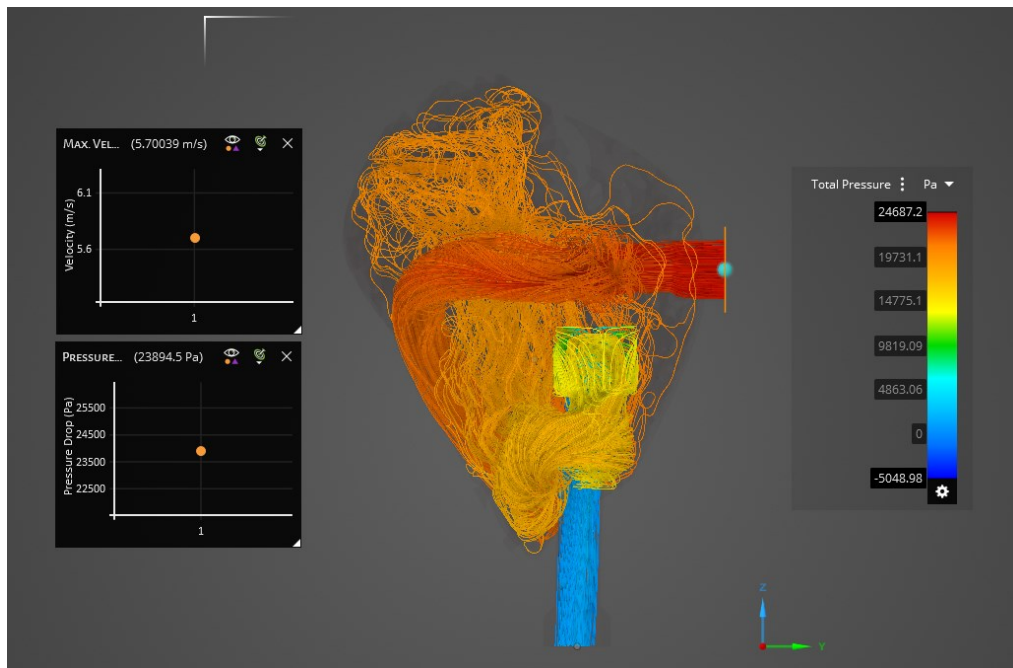 MAX. VEL... (5.70039 m/s)
6.1
5.6
Velocity (m/s)
1
PRESSURE... (23894.5 Pa)
25500
24500
23500
22500
Pressure Drop (Pa)
1
Total Pressure Pa
24687.2
19731.1
14775.1
9819.09
4863.06
0
-5048.98
Z
Y